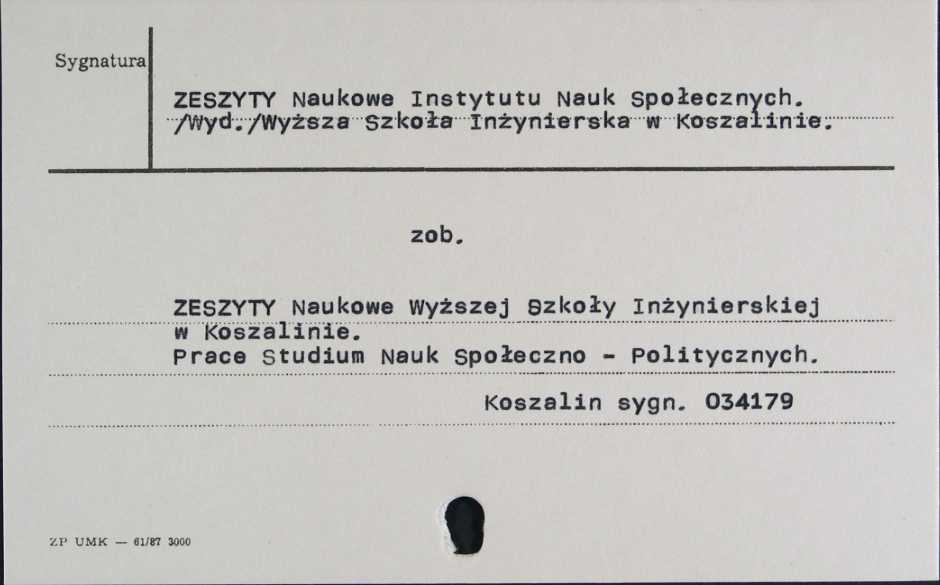 Sygnatura
ZESZYTY Naukowe Instytutu Nauk Społecznych.
/Wyd./Wyższa Szkoła Inżynierska w Koszalinie.
zob.
ZESZYTY Naukowe Wyższej Szkoły Inżynierskiej
w Koszalinie.
Prace Studium Nauk Społeczno - Politycznych.
Koszalin sygn. 034179
ZP UMK — 61/87 3000